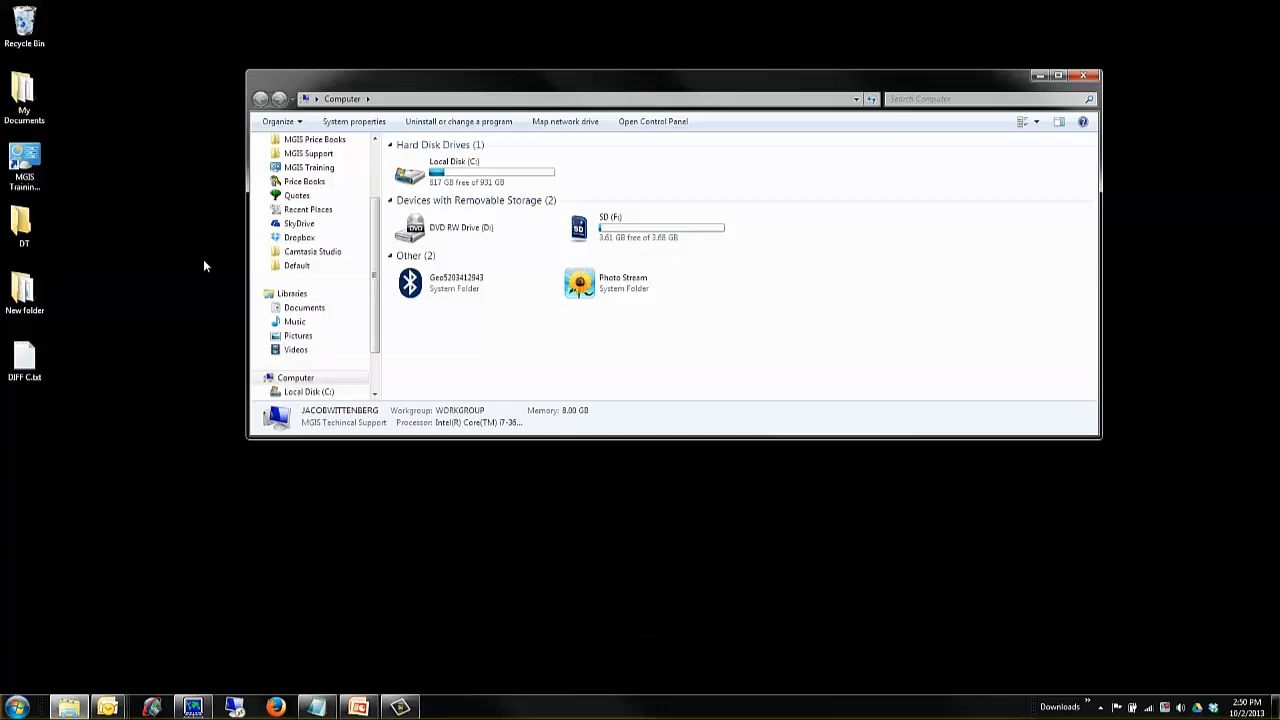 Recycle Bin
My
Documents
MGIS
Trainin...
DT
New folder
DIFF C.txt
Computer
Search Computer
Organize
System properties
Uninstall or change a program
Map network drive
Open Control Panel
MGIS Price Books
MGIS Support
MGIS Training
Price Books
Quotes
Recent Places
SkyDrive
Dropbox
Camtasia Studio
Default
Libraries
Documents
Music
Pictures
Videos
Computer
Local Disk (C:)
Hard Disk Drives (1)
Local Disk (C:)
817 GB free of 931 GB
Devices with Removable Storage (2)
DVD
DVD RW Drive (D:)
SD
SD (F:)
3.61 GB free of 3.68 GB
Other (2)
Geo5203412943
System Folder
Photo Stream
System Folder
JACOBWITTENBERG
Workgroup: WORKGROUP
Memory: 8.00 GB
MGIS Techincal Support
Processor: Intel(R) Core(TM) i7-36...
Downloads
2:50 PM
10/2/2013